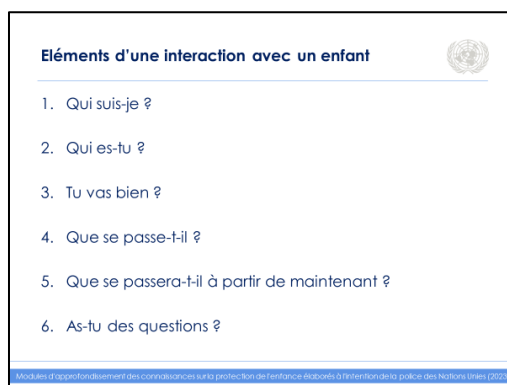 Eléments d'une interaction avec un enfant
1. Qui suis-je ?
2. Qui es-tu ?
3. Tu vas bien ?
4. Que se passe-t-il ?
5. Que se passera-t-il à partir de maintenant ?
6. As-tu des questions ?
Modules d'approfondissement des connaissances sur la protection de l'enfance élaborés à l'intention de la police des Nations Unies (2023